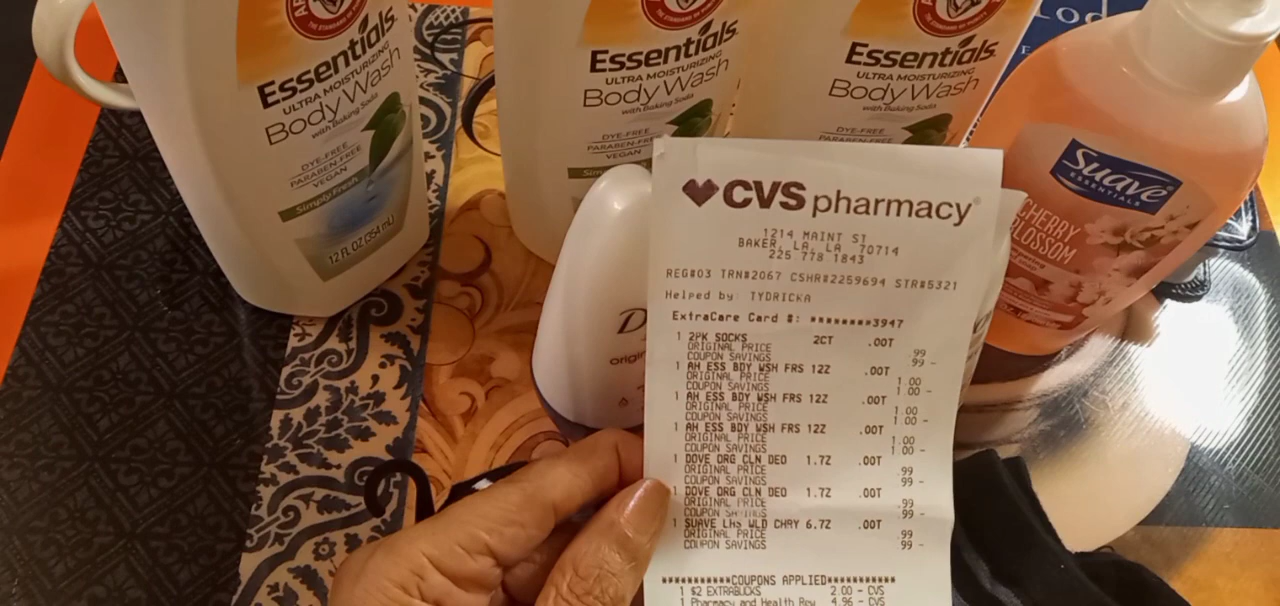 Essentials
ULTRA MOISTURIZING
Body Wash
with Baking Soda
DYE-FREE
PARABEN-FREE
VEGAN
Simply Fresh
12 FL OZ (354 mL)
Essentials
ULTRA MOISTURIZING
Body Wash
with Baking Soda
DYE-FREE
PARABEN-FREE
VEGAN
Essentials
ULTRA MOISTURIZING
Body Wash
with Baking Soda
DYE-FREE
Suave
ESSENTIALS
CHERRY
BLOSSOM
CVS pharmacy
1214 MAINT ST
BAKER, LA, LA 70714
225 778 1843
REG#03 TRN#2067 CSHR#2259694 STR#5321
Helped by: TYDRICKA
ExtraCare Card #: ********3947
1 2PK SOCKS 2CT .00T
ORIGINAL PRICE .99
COUPON SAVINGS .99 -
1 AH ESS BDY WSH FRS 12Z .00T
ORIGINAL PRICE 1.00
COUPON SAVINGS 1.00 -
1 AH ESS BDY WSH FRS 12Z .00T
ORIGINAL PRICE 1.00
COUPON SAVINGS 1.00 -
1 AH ESS BDY WSH FRS 12Z .00T
ORIGINAL PRICE 1.00
COUPON SAVINGS 1.00 -
1 DOVE ORG CLN DEO 1.7Z .00T
ORIGINAL PRICE .99
COUPON SAVINGS .99 -
1 DOVE ORG CLN DEO 1.7Z .00T
ORIGINAL PRICE .99
COUPON SAVINGS .99 -
1 SUAVE LHS WLD CHRY 6.7Z .00T
ORIGINAL PRICE .99
COUPON SAVINGS .99 -
***********COUPONS APPLIED***********
1 $2 EXTRABUCKS 2.00 - CVS
1 Pharmacy and Health Rew 4.96 - CVS